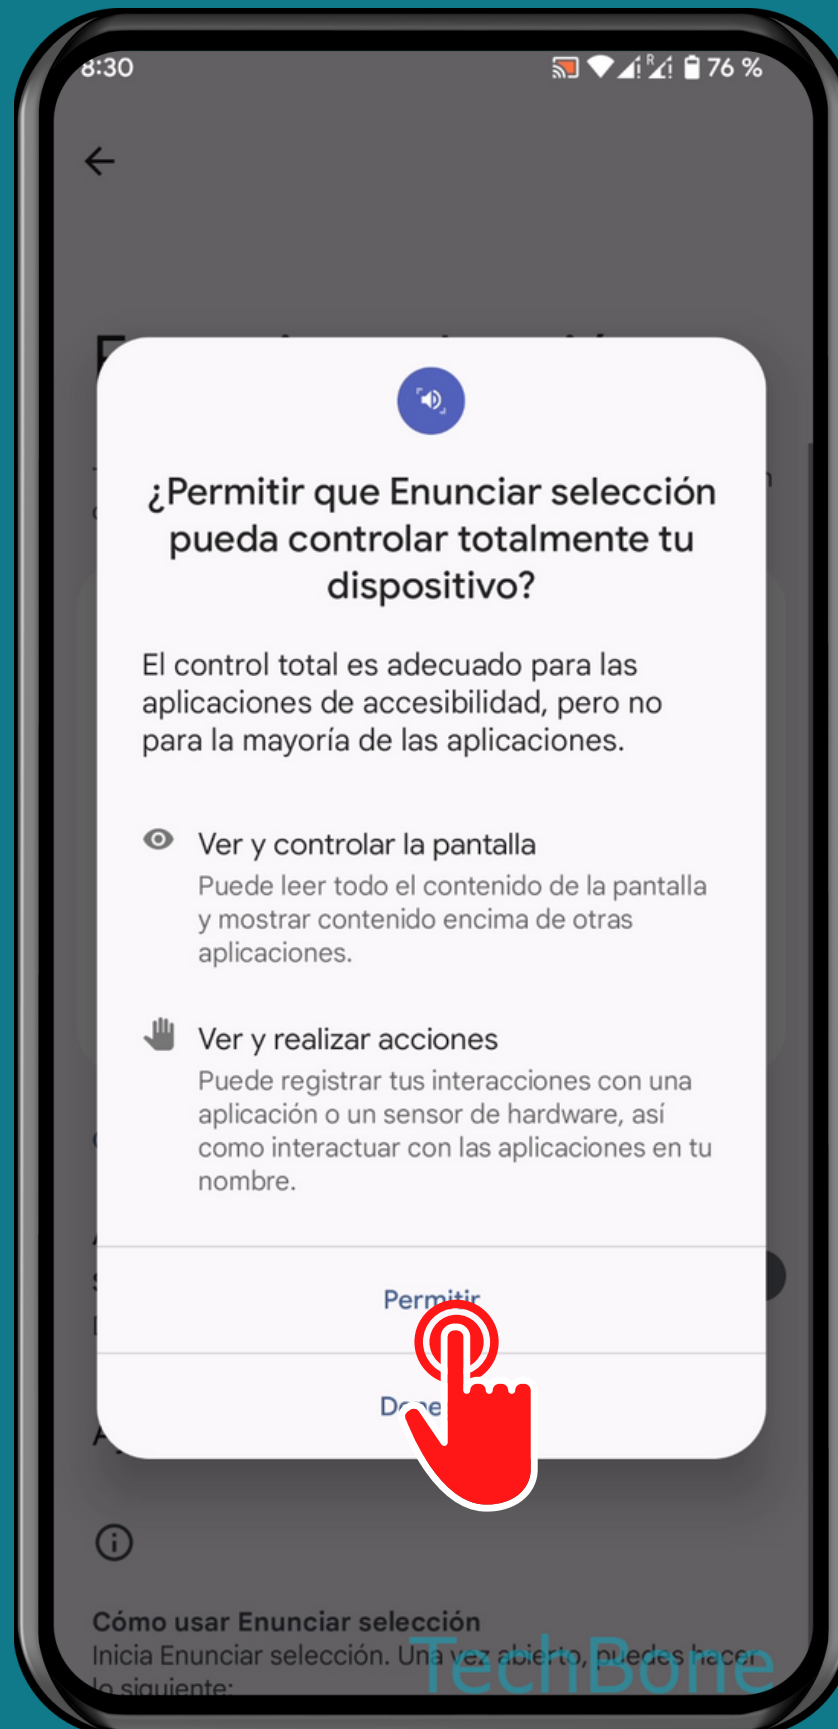 8:30
R
76 %
¿Permitir que Enunciar selección
pueda controlar totalmente tu
dispositivo?
El control total es adecuado para las
aplicaciones de accesibilidad, pero no
para la mayoría de las aplicaciones.
Ver y controlar la pantalla
Puede leer todo el contenido de la pantalla
y mostrar contenido encima de otras
aplicaciones.
Ver y realizar acciones
Puede registrar tus interacciones con una
aplicación o un sensor de hardware, así
como interactuar con las aplicaciones en tu
nombre.
Permitir
Cómo usar Enunciar selección
Inicia Enunciar selección. Una vez abierto, puedes hacer
lo siguiente:
TechBone